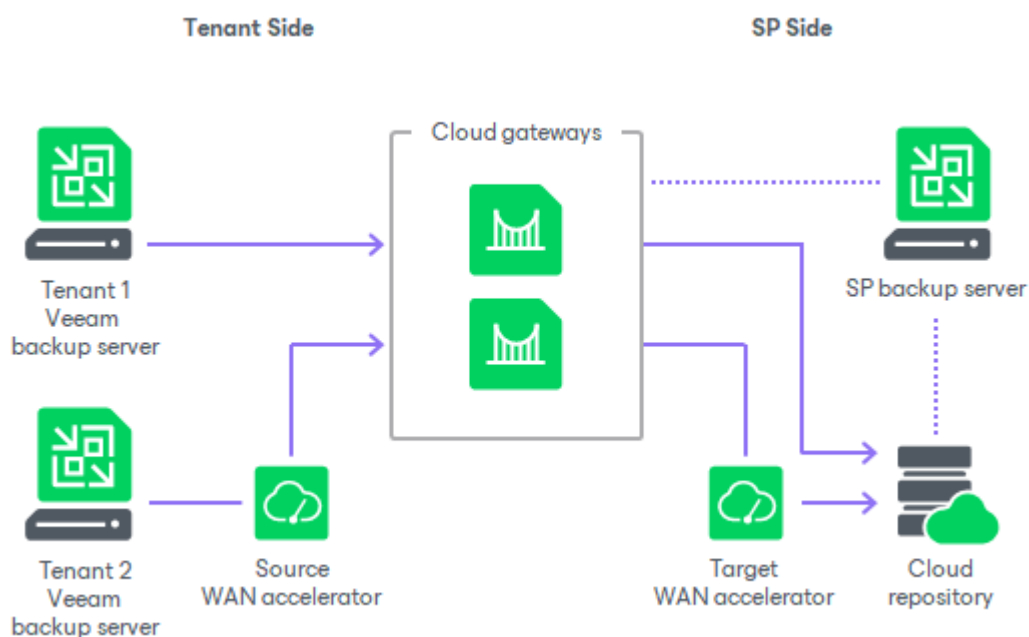 Tenant Side
SP Side
Cloud gateways
Tenant 1
Veeam
backup server
SP backup server
Tenant 2
Veeam
backup server
Source
WAN accelerator
Target
WAN accelerator
Cloud
repository